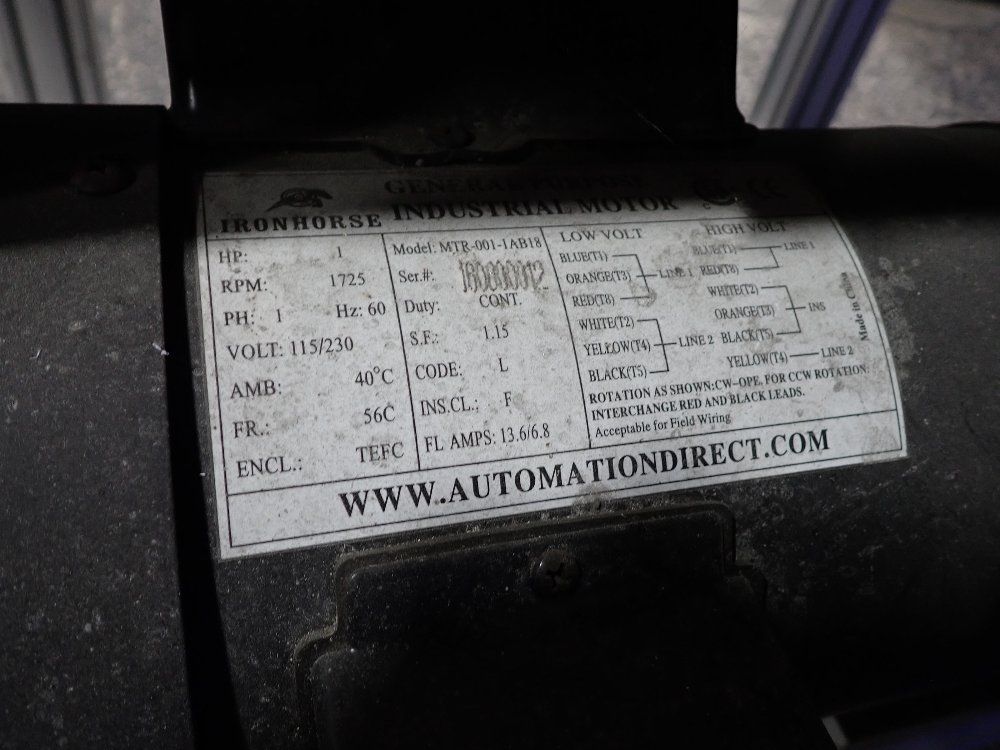 GENERAL PURPOSE
IRONHORSE INDUSTRIAL MOTOR
HP: 1
RPM: 1725
PH: 1 Hz: 60
VOLT: 115/230
AMB: 40°C
FR.: 56C
ENCL.: TEFC
Model: MTR-001-1AB18
Ser.#:
Duty: CONT.
S.F.: 1.15
CODE: L
INS.CL.: F
FL AMPS: 13.6/6.8
LOW VOLT
BLUE(T1)
ORANGE(T3) LINE 1
RED(T8)
WHITE(T2)
YELLOW(T4) LINE 2
BLACK(T5)
HIGH VOLT
BLUE(T1) LINE 1
RED(T8)
WHITE(T2)
ORANGE(T3) INS
BLACK(T5)
YELLOW(T4) LINE 2
ROTATION AS SHOWN:CW-OPE, FOR CCW ROTATION:
INTERCHANGE RED AND BLACK LEADS.
Acceptable for Field Wiring
Made in China
WWW.AUTOMATIONDIRECT.COM